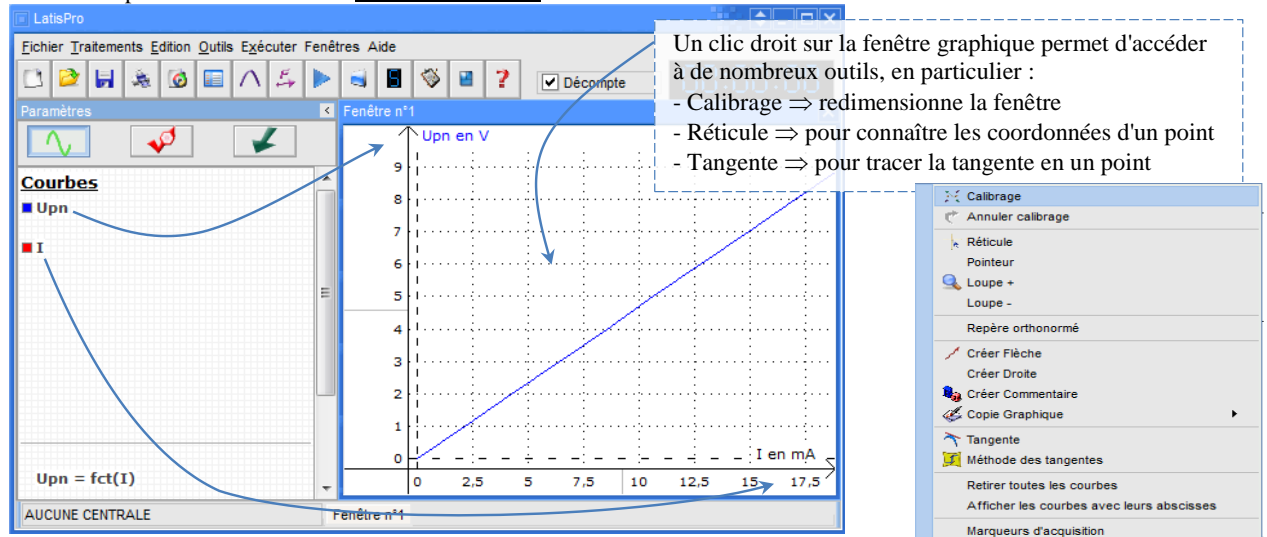 LatisPro
Fichier Traitements Edition Outils Exécuter Fenêtres Aide
Décompte
Paramètres
Courbes
Upn
I
Upn = fct(I)
AUCUNE CENTRALE
Fenêtre n°1
Upn en V
9
8
7
6
5
4
3
2
1
0
I en mA
0 2,5 5 7,5 10 12,5 15 17,5
Fenêtre n°1
Un clic droit sur la fenêtre graphique permet d'accéder
à de nombreux outils, en particulier :
- Calibrage ⇒ redimensionne la fenêtre
- Réticule ⇒ pour connaître les coordonnées d'un point
- Tangente ⇒ pour tracer la tangente en un point
Calibrage
Annuler calibrage
Réticule
Pointeur
Loupe +
Loupe -
Repère orthonormé
Créer Flèche
Créer Droite
Créer Commentaire
Copie Graphique
Tangente
Méthode des tangentes
Retirer toutes les courbes
Afficher les courbes avec leurs abscisses
Marqueurs d'acquisition